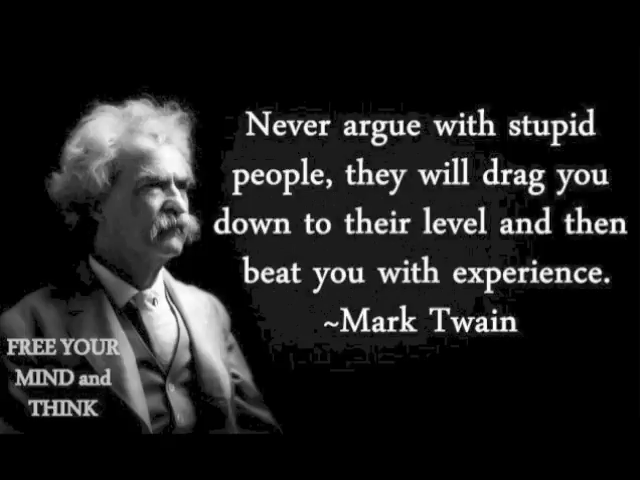 Never argue with stupid
people, they will drag you
down to their level and then
beat you with experience.
~Mark Twain
FREE YOUR
MIND and
THINK